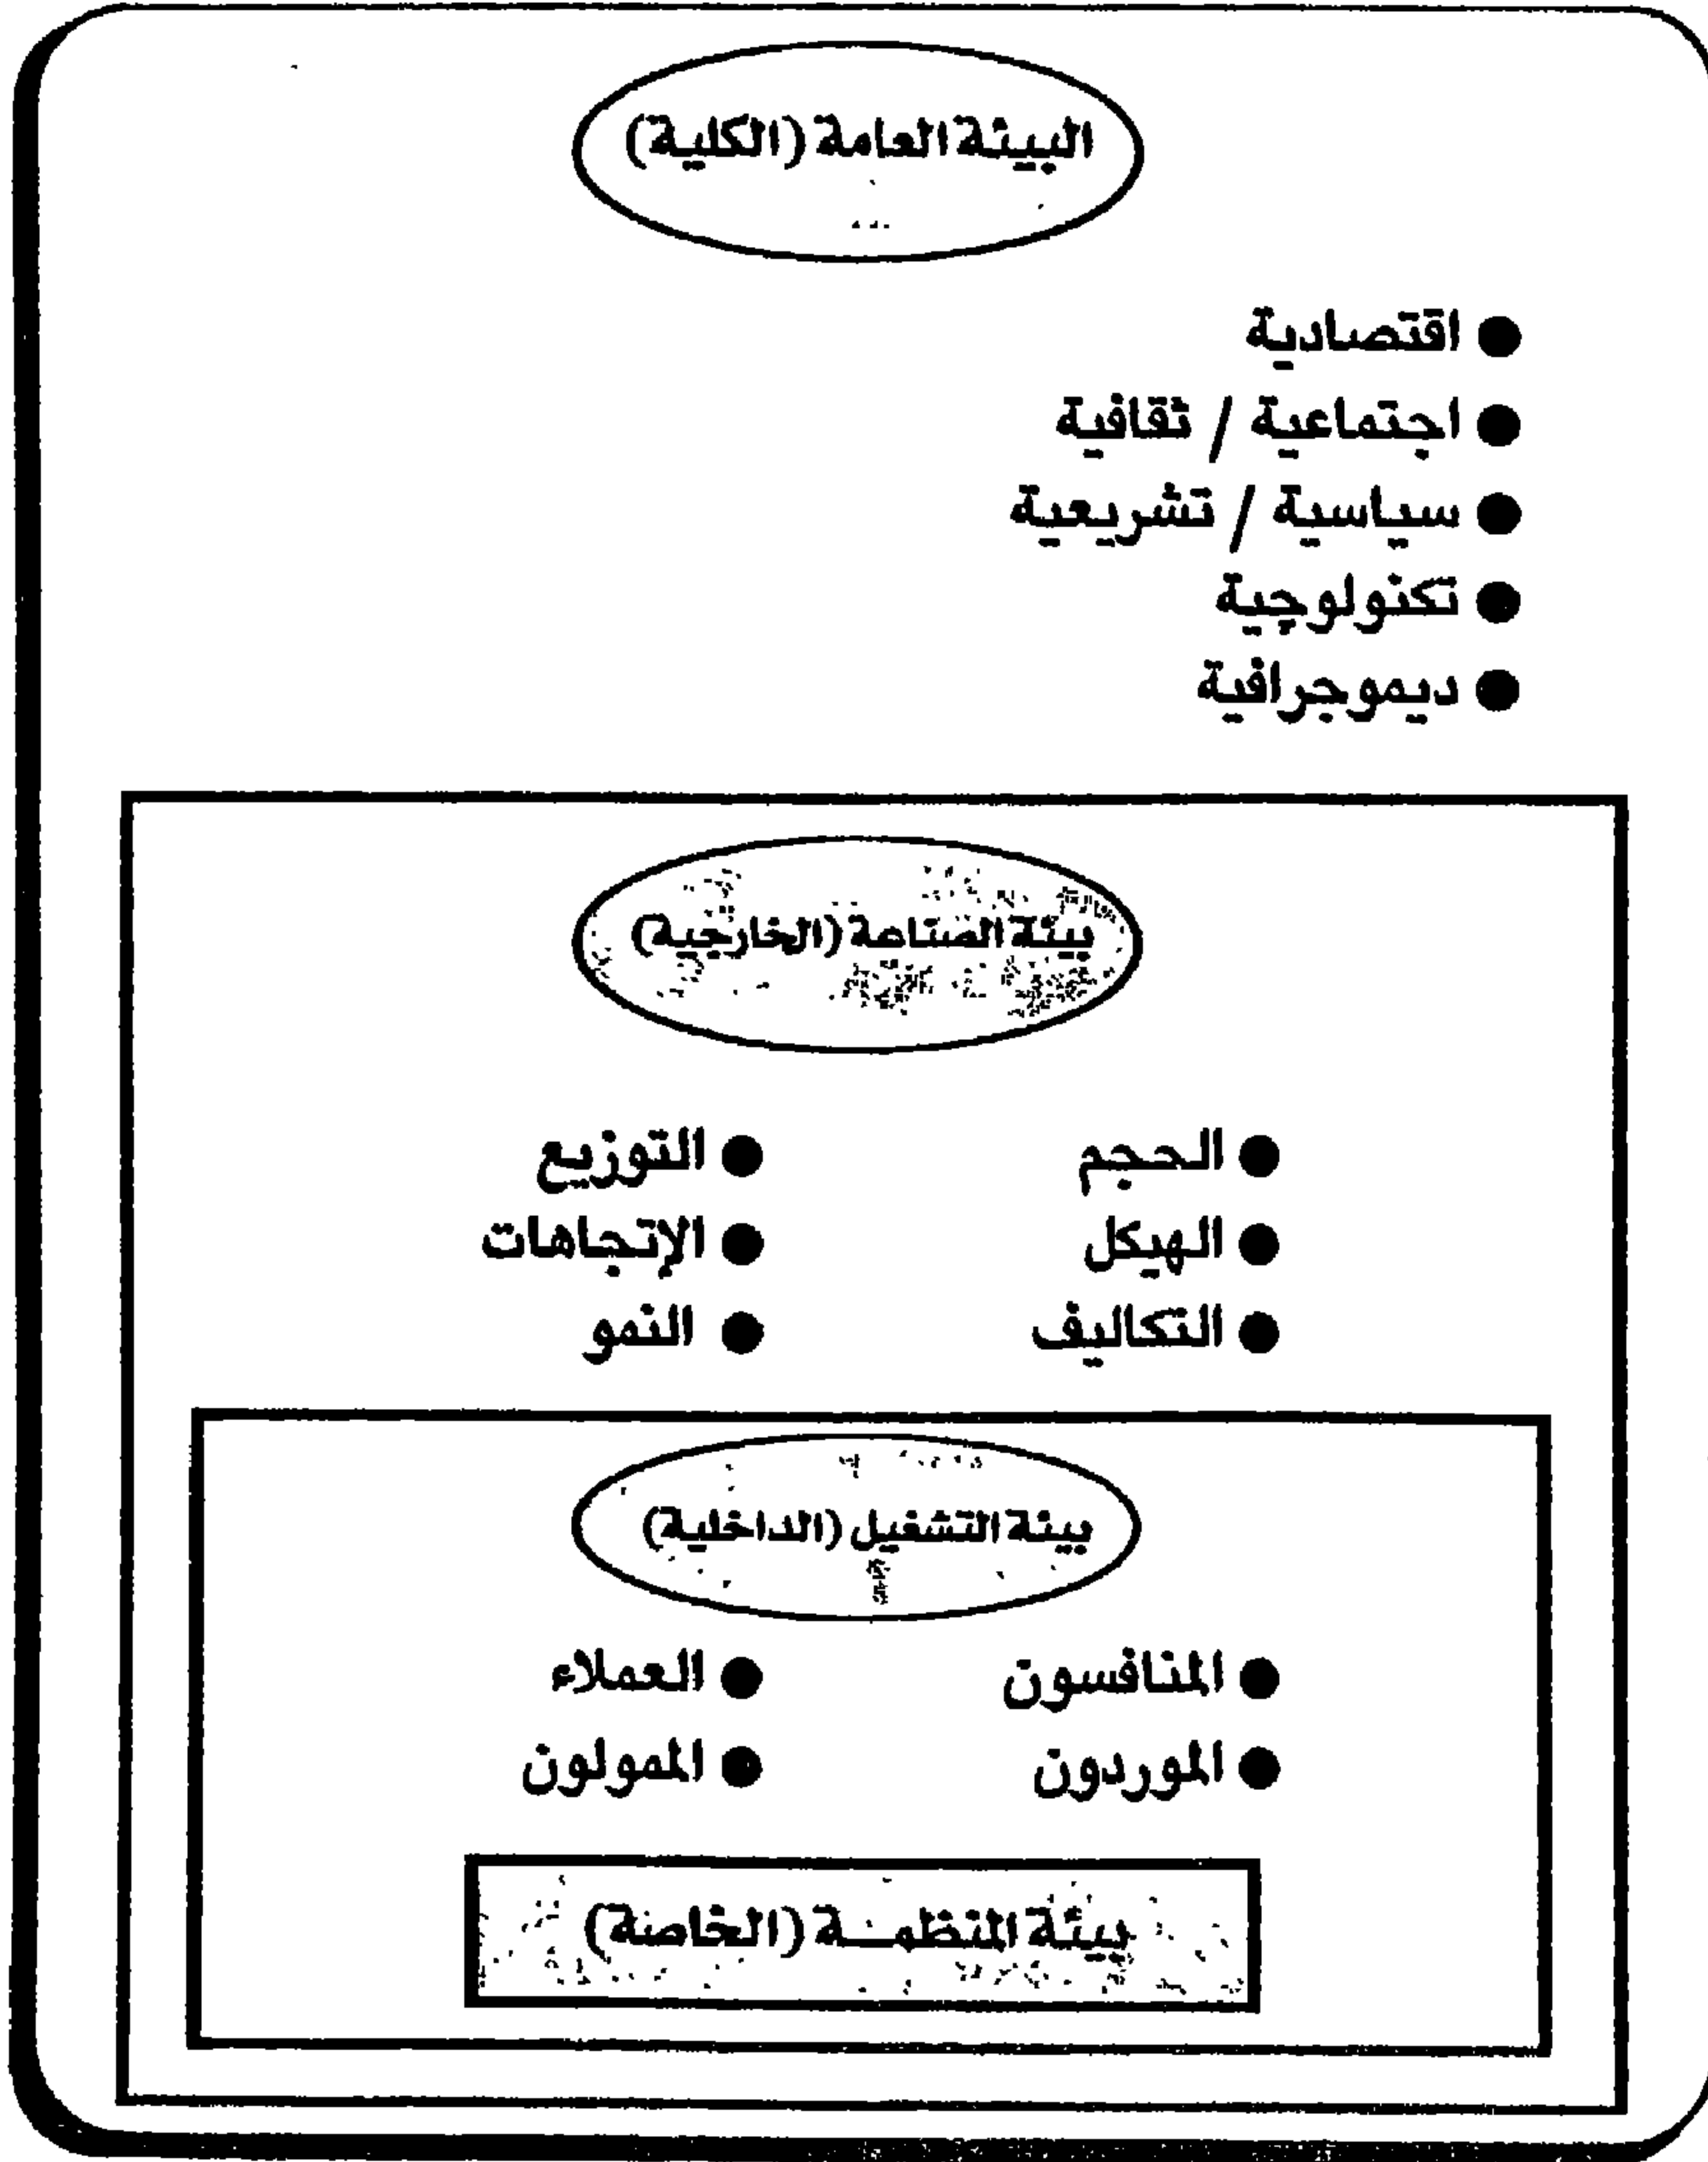 البيئة العامة (الكلية)
● اقتصادية
● اجتماعية / ثقافية
● سياسية / تشريعية
● تكنولوجية
● ديموجرافية
بيئة الصناعة (الخارجية)
● الحجم ● التوزيع
● الهيكل ● الإتجاهات
● التكاليف ● النمو
بيئة التشغيل (الداخلية)
● المنافسون ● العملاء
● الموردون ● الممولون
بيئة المنظمـــة (الخاصة)